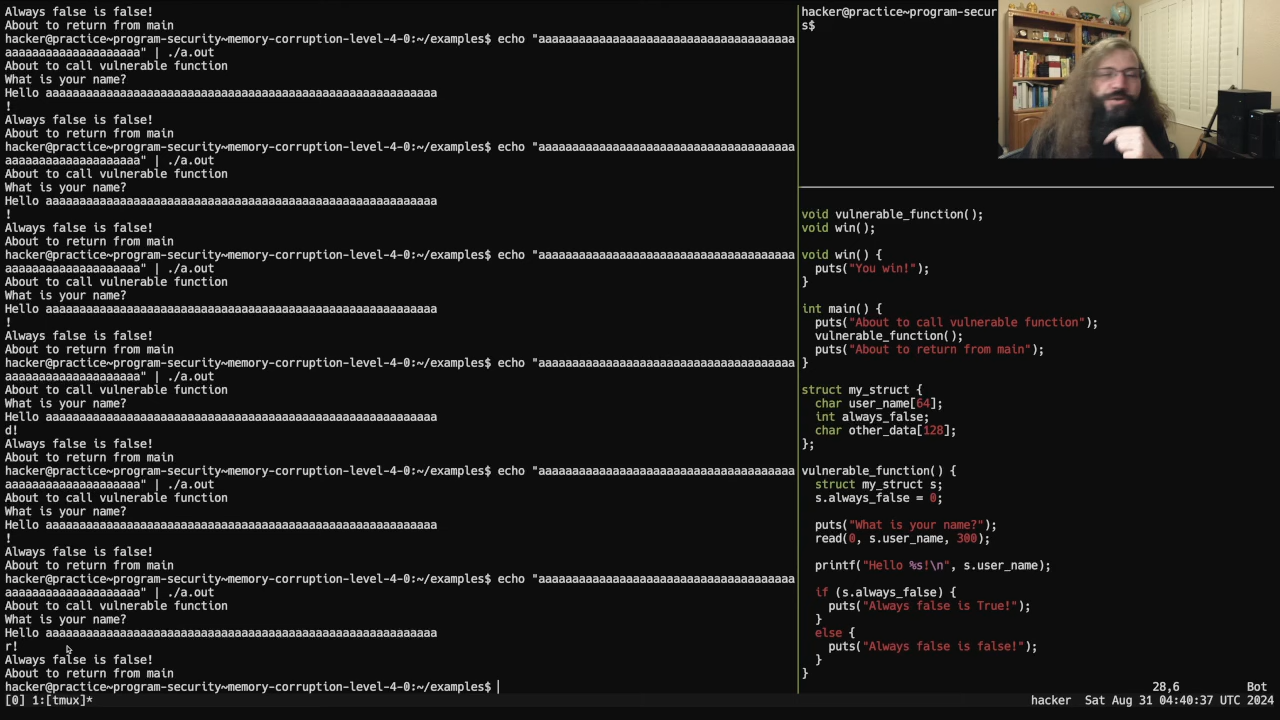 Always false is false!
About to return from main
hacker@practice~program-security~memory-corruption-level-4-0:~/examples$ echo "aaaaaaaaaaaaaaaaaaaaaaaaaaaaaaaaaaaaaa
aaaaaaaaaaaaaaaaaaaa" | ./a.out
About to call vulnerable function
What is your name?
Hello aaaaaaaaaaaaaaaaaaaaaaaaaaaaaaaaaaaaaaaaaaaaaaaaaaaaaaaaaa
!
Always false is false!
About to return from main
hacker@practice~program-security~memory-corruption-level-4-0:~/examples$ echo "aaaaaaaaaaaaaaaaaaaaaaaaaaaaaaaaaaaaaa
aaaaaaaaaaaaaaaaaaaa" | ./a.out
About to call vulnerable function
What is your name?
Hello aaaaaaaaaaaaaaaaaaaaaaaaaaaaaaaaaaaaaaaaaaaaaaaaaaaaaaaaaa
!
Always false is false!
About to return from main
hacker@practice~program-security~memory-corruption-level-4-0:~/examples$ echo "aaaaaaaaaaaaaaaaaaaaaaaaaaaaaaaaaaaaaa
aaaaaaaaaaaaaaaaaaaa" | ./a.out
About to call vulnerable function
What is your name?
Hello aaaaaaaaaaaaaaaaaaaaaaaaaaaaaaaaaaaaaaaaaaaaaaaaaaaaaaaaaa
!
Always false is false!
About to return from main
hacker@practice~program-security~memory-corruption-level-4-0:~/examples$ echo "aaaaaaaaaaaaaaaaaaaaaaaaaaaaaaaaaaaaaa
aaaaaaaaaaaaaaaaaaaa" | ./a.out
About to call vulnerable function
What is your name?
Hello aaaaaaaaaaaaaaaaaaaaaaaaaaaaaaaaaaaaaaaaaaaaaaaaaaaaaaaaaa
d!
Always false is false!
About to return from main
hacker@practice~program-security~memory-corruption-level-4-0:~/examples$ echo "aaaaaaaaaaaaaaaaaaaaaaaaaaaaaaaaaaaaaa
aaaaaaaaaaaaaaaaaaaa" | ./a.out
About to call vulnerable function
What is your name?
Hello aaaaaaaaaaaaaaaaaaaaaaaaaaaaaaaaaaaaaaaaaaaaaaaaaaaaaaaaaa
!
Always false is false!
About to return from main
hacker@practice~program-security~memory-corruption-level-4-0:~/examples$ echo "aaaaaaaaaaaaaaaaaaaaaaaaaaaaaaaaaaaaaa
aaaaaaaaaaaaaaaaaaaa" | ./a.out
About to call vulnerable function
What is your name?
Hello aaaaaaaaaaaaaaaaaaaaaaaaaaaaaaaaaaaaaaaaaaaaaaaaaaaaaaaaaa
r!
Always false is false!
About to return from main
hacker@practice~program-security~memory-corruption-level-4-0:~/examples$
hacker@practice~program-secur
s$
void vulnerable_function();
void win();
void win() {
puts("You win!");
}
int main() {
puts("About to call vulnerable function");
vulnerable_function();
puts("About to return from main");
}
struct my_struct {
char user_name[64];
int always_false;
char other_data[128];
};
vulnerable_function() {
struct my_struct s;
s.always_false = 0;
puts("What is your name?");
read(0, s.user_name, 300);
printf("Hello %s!\n", s.user_name);
if (s.always_false) {
puts("Always false is True!");
}
else {
puts("Always false is false!");
}
}
28,6 Bot
[0] 1:[tmux]* hacker Sat Aug 31 04:40:37 UTC 2024